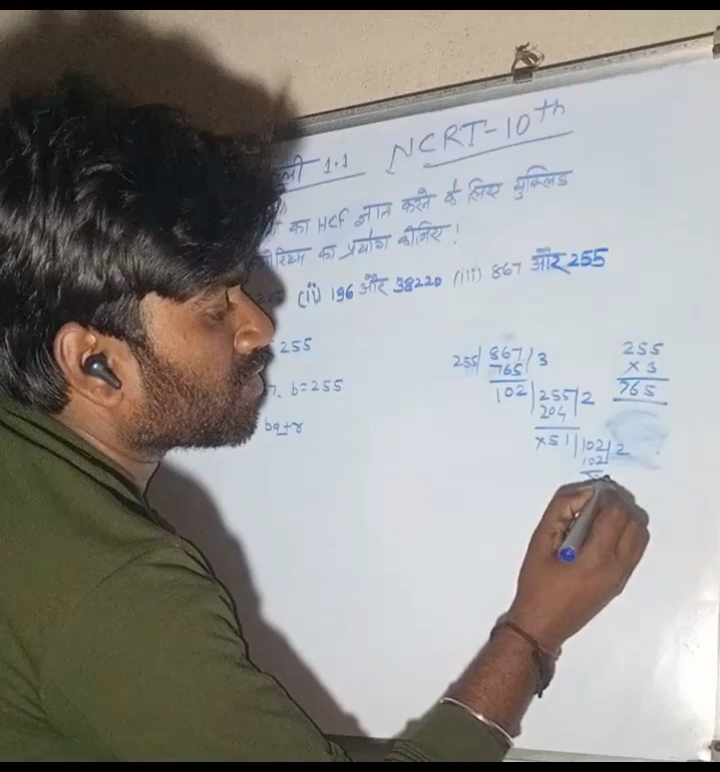 1.1 NCRT-10th
का HCF ज्ञात करने के लिए युक्लिड
का प्रयोग कीजिए!
(ii) 196 और 38220 (iii) 867 और 255
255
b=255
bq+r
255/ 867/3
765
102/255/2
204
×51/102/2
102
255
×3
765